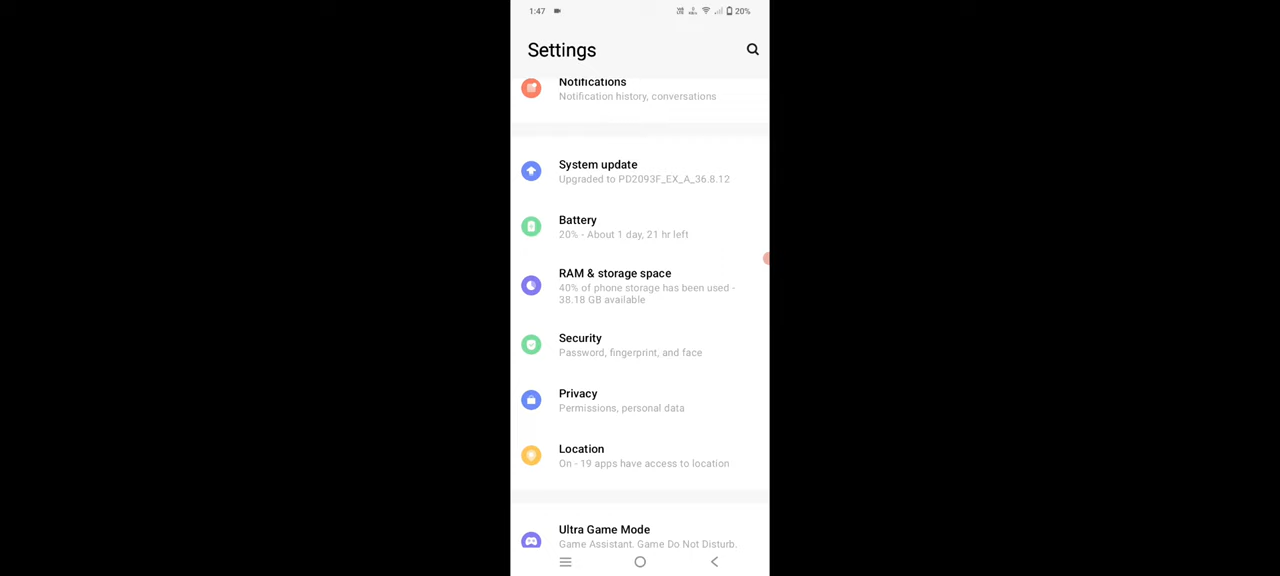 1:47
20%
Settings
Notifications
Notification history, conversations
System update
Upgraded to PD2093F_EX_A_36.8.12
Battery
20% - About 1 day, 21 hr left
RAM & storage space
40% of phone storage has been used -
38.18 GB available
Security
Password, fingerprint, and face
Privacy
Permissions, personal data
Location
On - 19 apps have access to location
Ultra Game Mode
Game Assistant, Game Do Not Disturb,